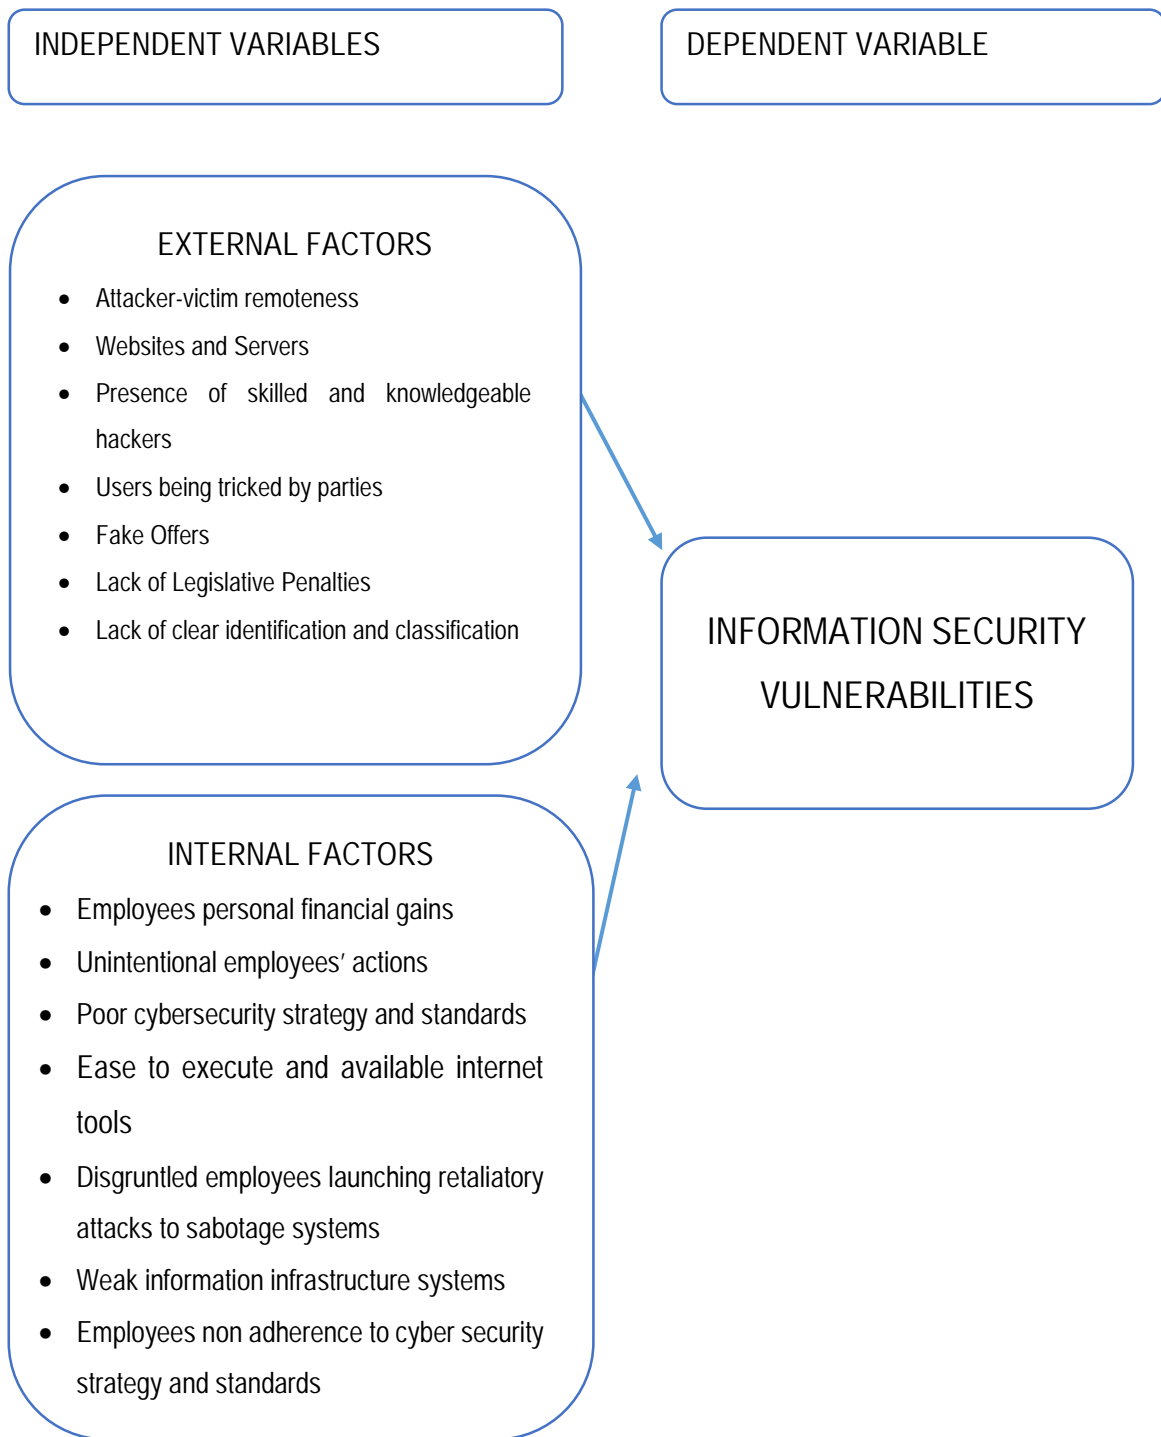 INDEPENDENT VARIABLES
DEPENDENT VARIABLE
EXTERNAL FACTORS
• Attacker-victim remoteness
• Websites and Servers
• Presence of skilled and knowledgeable
hackers
• Users being tricked by parties
• Fake Offers
• Lack of Legislative Penalties
• Lack of clear identification and classification
INFORMATION SECURITY
VULNERABILITIES
INTERNAL FACTORS
• Employees personal financial gains
• Unintentional employees’ actions
• Poor cybersecurity strategy and standards
• Ease to execute and available internet
tools
• Disgruntled employees launching retaliatory
attacks to sabotage systems
• Weak information infrastructure systems
• Employees non adherence to cyber security
strategy and standards